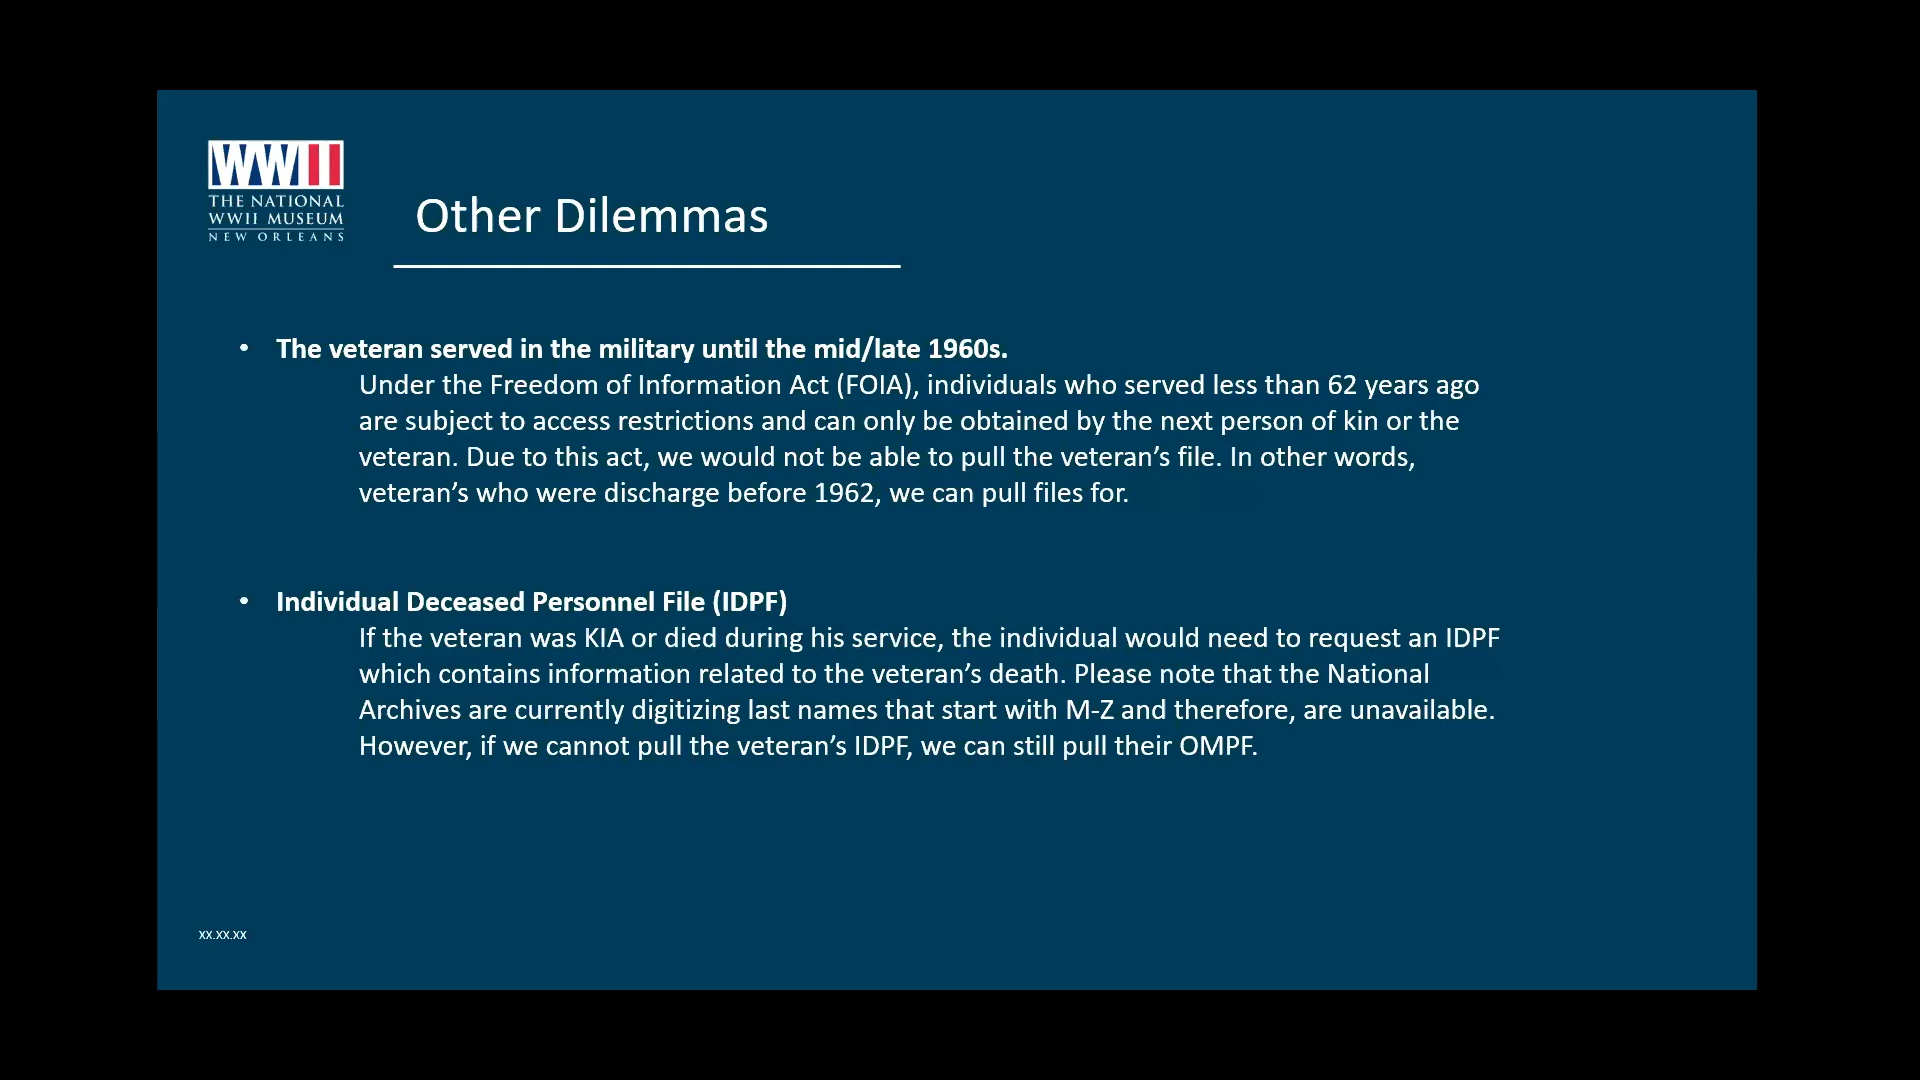 WWII
THE NATIONAL
WWII MUSEUM
NEW ORLEANS
Other Dilemmas
• The veteran served in the military until the mid/late 1960s.
Under the Freedom of Information Act (FOIA), individuals who served less than 62 years ago
are subject to access restrictions and can only be obtained by the next person of kin or the
veteran. Due to this act, we would not be able to pull the veteran’s file. In other words,
veteran’s who were discharge before 1962, we can pull files for.
• Individual Deceased Personnel File (IDPF)
If the veteran was KIA or died during his service, the individual would need to request an IDPF
which contains information related to the veteran’s death. Please note that the National
Archives are currently digitizing last names that start with M-Z and therefore, are unavailable.
However, if we cannot pull the veteran’s IDPF, we can still pull their OMPF.
xx.xx.xx